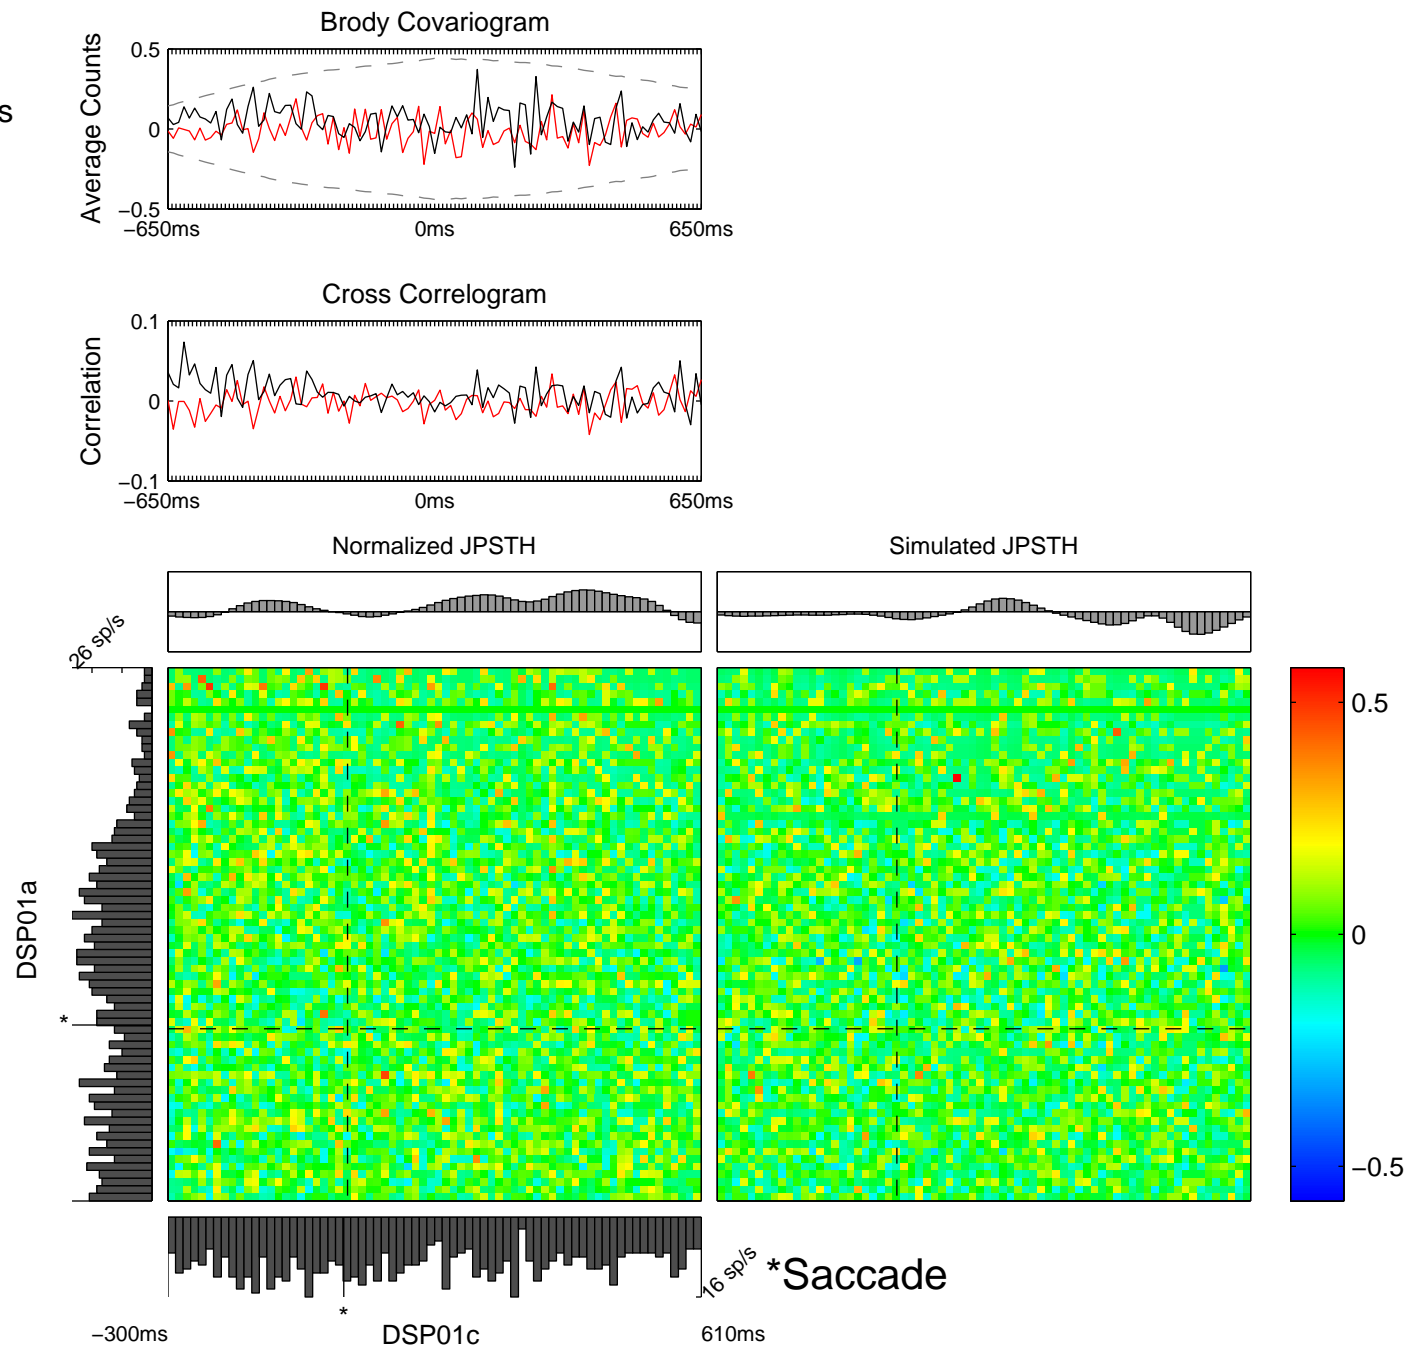 Brody Covariogram
s
Average Counts
0.5
0
−0.5
−650ms 0ms 650ms
Cross Correlogram
Correlation
0.1
0
−0.1
−650ms 0ms 650ms
Normalized JPSTH
Simulated JPSTH
26 sp/s
DSP01a
*
0.5
0
−0.5
16 sp/s
*Saccade
*
−300ms DSP01c 610ms